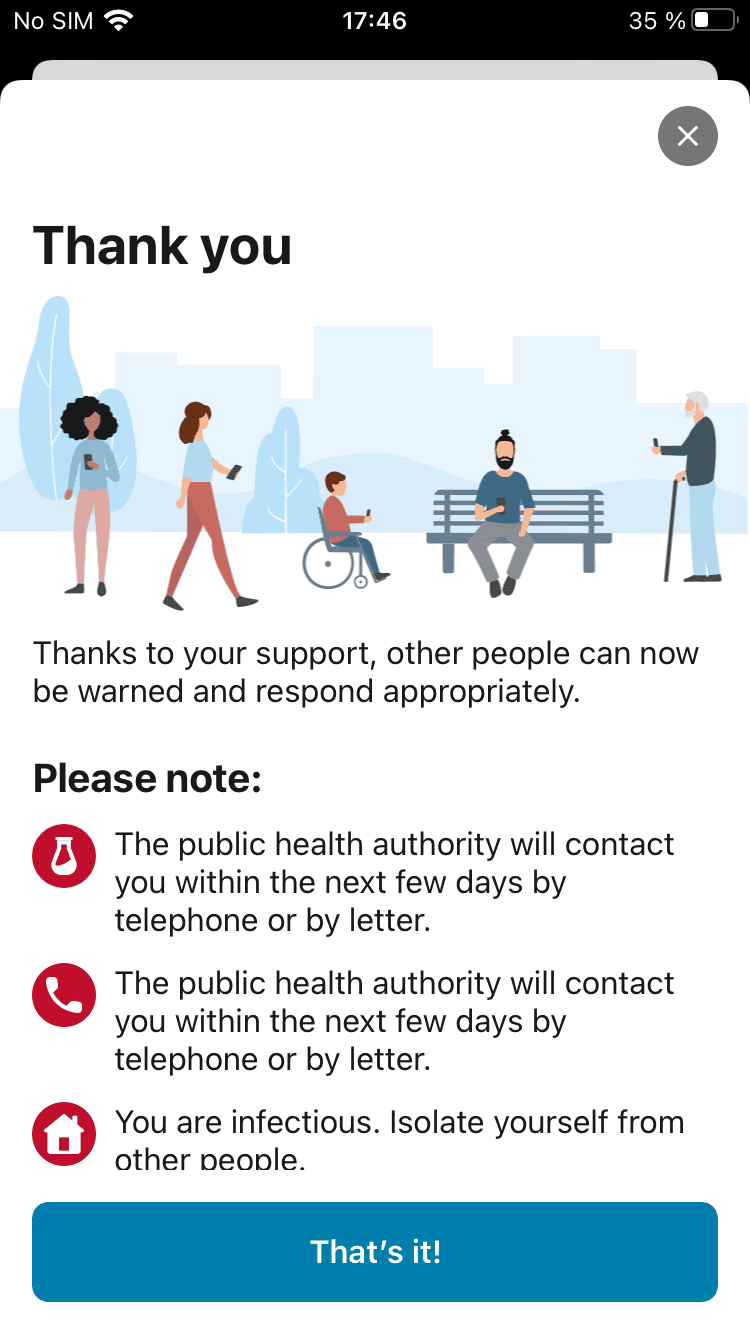 No SIM 17:46 35 %
Thank you
Thanks to your support, other people can now
be warned and respond appropriately.
Please note:
The public health authority will contact
you within the next few days by
telephone or by letter.
The public health authority will contact
you within the next few days by
telephone or by letter.
You are infectious. Isolate yourself from
other people.
That’s it!